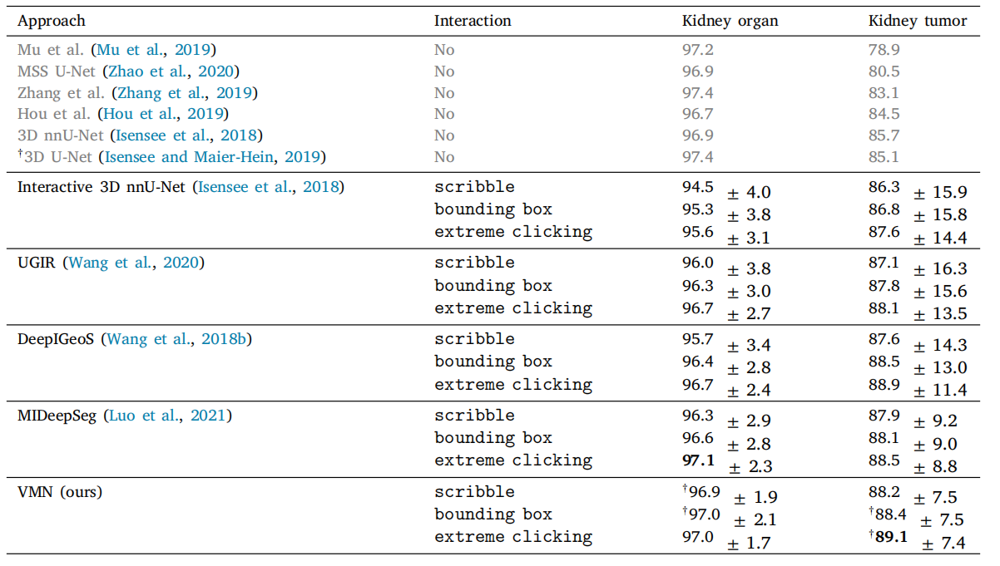 Approach Interaction Kidney organ Kidney tumor
Mu et al. (Mu et al., 2019) No 97.2 78.9
MSS U-Net (Zhao et al., 2020) No 96.9 80.5
Zhang et al. (Zhang et al., 2019) No 97.4 83.1
Hou et al. (Hou et al., 2019) No 96.7 84.5
3D nnU-Net (Isensee et al., 2018) No 96.9 85.7
†3D U-Net (Isensee and Maier-Hein, 2019) No 97.4 85.1
Interactive 3D nnU-Net (Isensee et al., 2018) scribble 94.5 ± 4.0 86.3 ± 15.9
bounding box 95.3 ± 3.8 86.8 ± 15.8
extreme clicking 95.6 ± 3.1 87.6 ± 14.4
UGIR (Wang et al., 2020) scribble 96.0 ± 3.8 87.1 ± 16.3
bounding box 96.3 ± 3.0 87.8 ± 15.6
extreme clicking 96.7 ± 2.7 88.1 ± 13.5
DeepIGeoS (Wang et al., 2018b) scribble 95.7 ± 3.4 87.6 ± 14.3
bounding box 96.4 ± 2.8 88.5 ± 13.0
extreme clicking 96.7 ± 2.4 88.9 ± 11.4
MIDeepSeg (Luo et al., 2021) scribble 96.3 ± 2.9 87.9 ± 9.2
bounding box 96.6 ± 2.8 88.1 ± 9.0
extreme clicking 97.1 ± 2.3 88.5 ± 8.8
VMN (ours) scribble †96.9 ± 1.9 88.2 ± 7.5
bounding box †97.0 ± 2.1 †88.4 ± 7.5
extreme clicking 97.0 ± 1.7 †89.1 ± 7.4